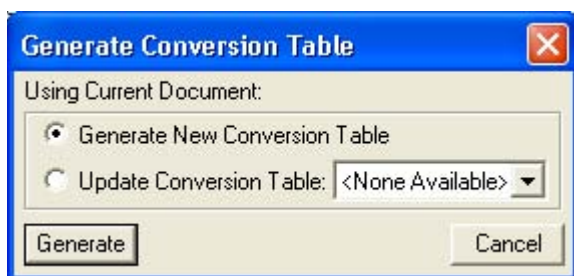 Generate Conversion Table
Using Current Document:
Generate New Conversion Table
Update Conversion Table: <None Available>
Generate Cancel